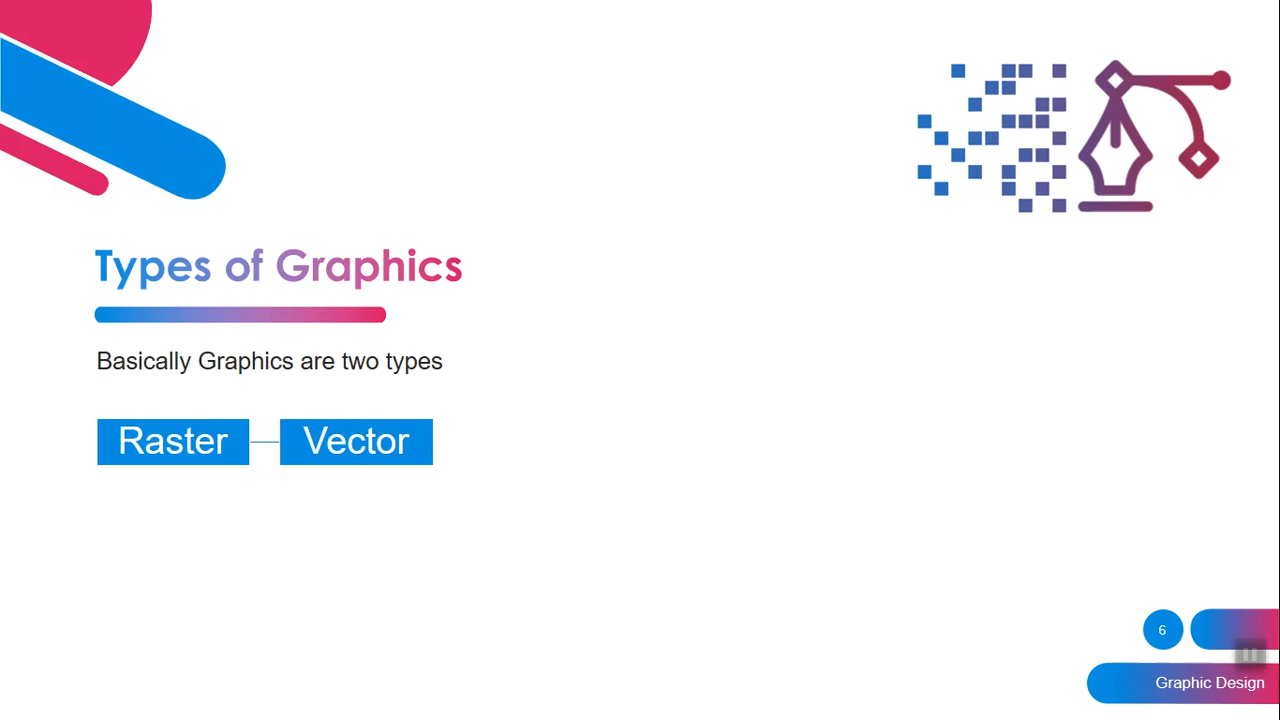 Types of Graphics
Basically Graphics are two types
Raster
Vector
6
Graphic Design